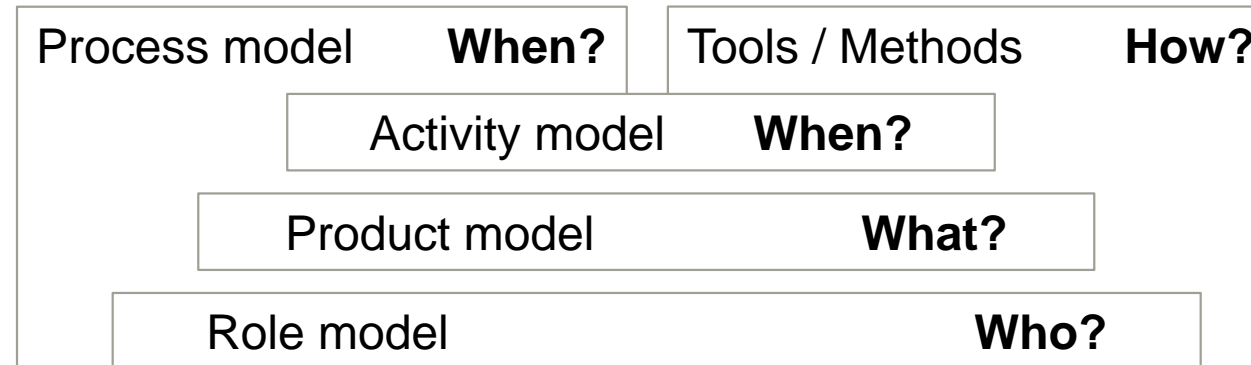 Process model When? Tools / Methods How?
Activity model When?
Product model What?
Role model Who?